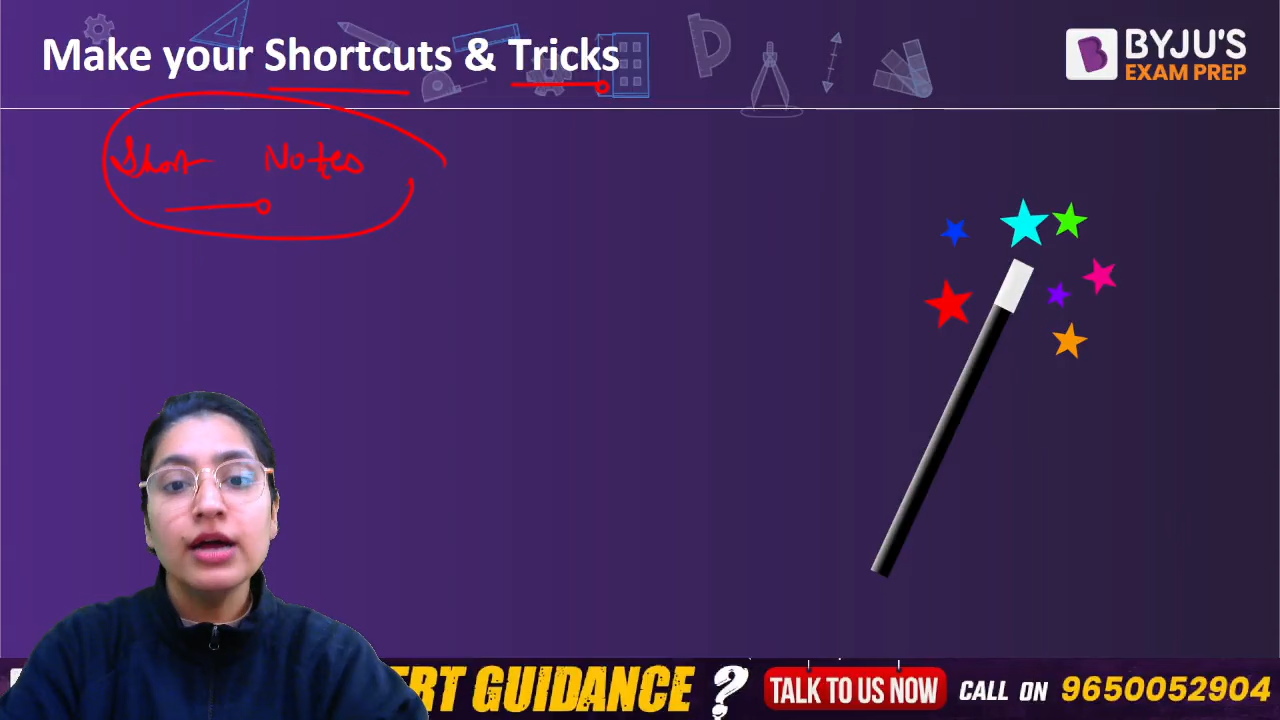 Make your Shortcuts & Tricks
BYJU'S
EXAM PREP
Short Notes
ERT GUIDANCE ? TALK TO US NOW CALL ON 9650052904